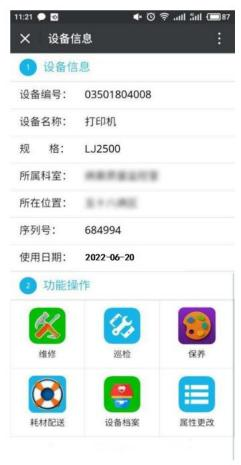 11:21 87
设备信息
1 设备信息
设备编号： 03501804008
设备名称： 打印机
规 格： LJ2500
所属科室：
所在位置：
序列号： 684994
使用日期： 2022-06-20
2 功能操作
维修 巡检 保养
耗材配送 设备档案 属性更改